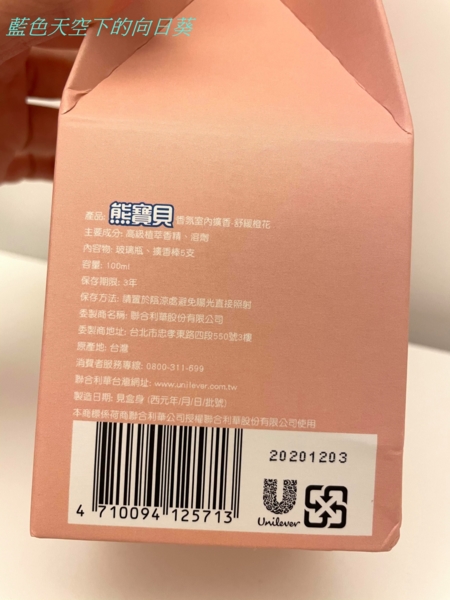 藍色天空下的向日葵
產品: 熊寶貝 香氛室內擴香-舒緩橙花
主要成分: 高級植萃香精、溶劑
內容物: 玻璃瓶、擴香棒5支
容量: 100ml
保存期限: 3年
保存方法: 請置於陰涼處避免陽光直接照射
委製商名稱: 聯合利華股份有限公司
委製商地址: 台北市忠孝東路四段550號3樓
原產地: 台灣
消費者服務專線: 0800-311-699
聯合利華台灣網址: www.unilever.com.tw
製造日期: 見盒身 (西元年/月/日/批號)
本商標係荷商聯合利華公司授權聯合利華股份有限公司使用
20201203
Unilever
4 710094 125713